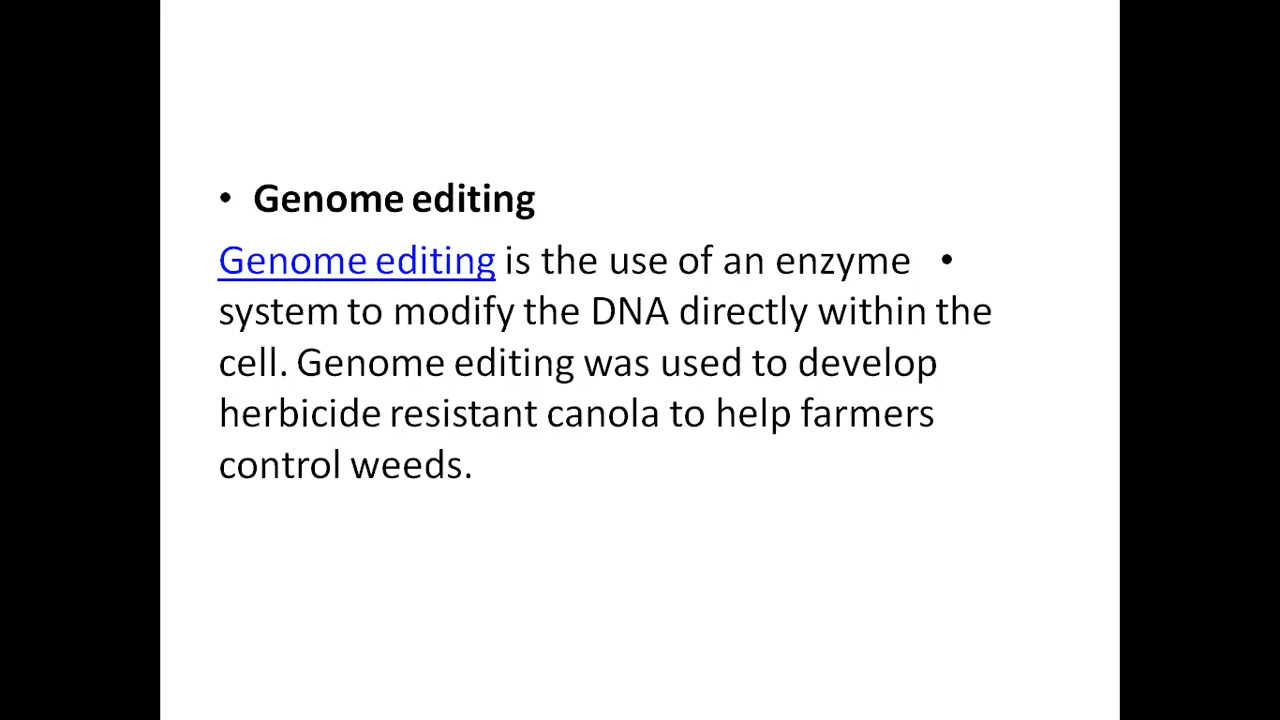 • Genome editing
Genome editing is the use of an enzyme •
system to modify the DNA directly within the
cell. Genome editing was used to develop
herbicide resistant canola to help farmers
control weeds.